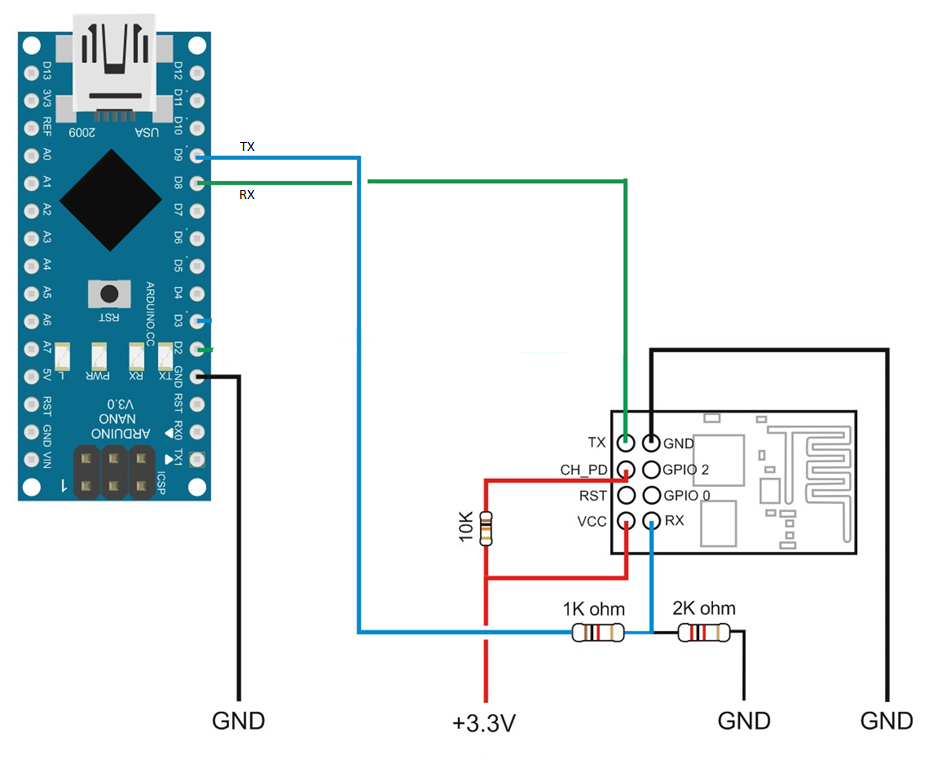 D13
3V3
REF
A0
A1
A2
A3
A4
A5
A6
A7
5V
RST
GND
VIN
D12
D11
D10
D9
D8
D7
D6
D5
D4
D3
D2
GND
RST
RX0
TX1
2009
USA
RST
ARDUINO.CC
L
PWR
RX
TX
ARDUINO
NANO
V3.0
1
ICSP
TX
RX
TX
GND
CH_PD
GPIO 2
RST
GPIO 0
VCC
RX
10K
1K ohm
2K ohm
GND
+3.3V
GND
GND